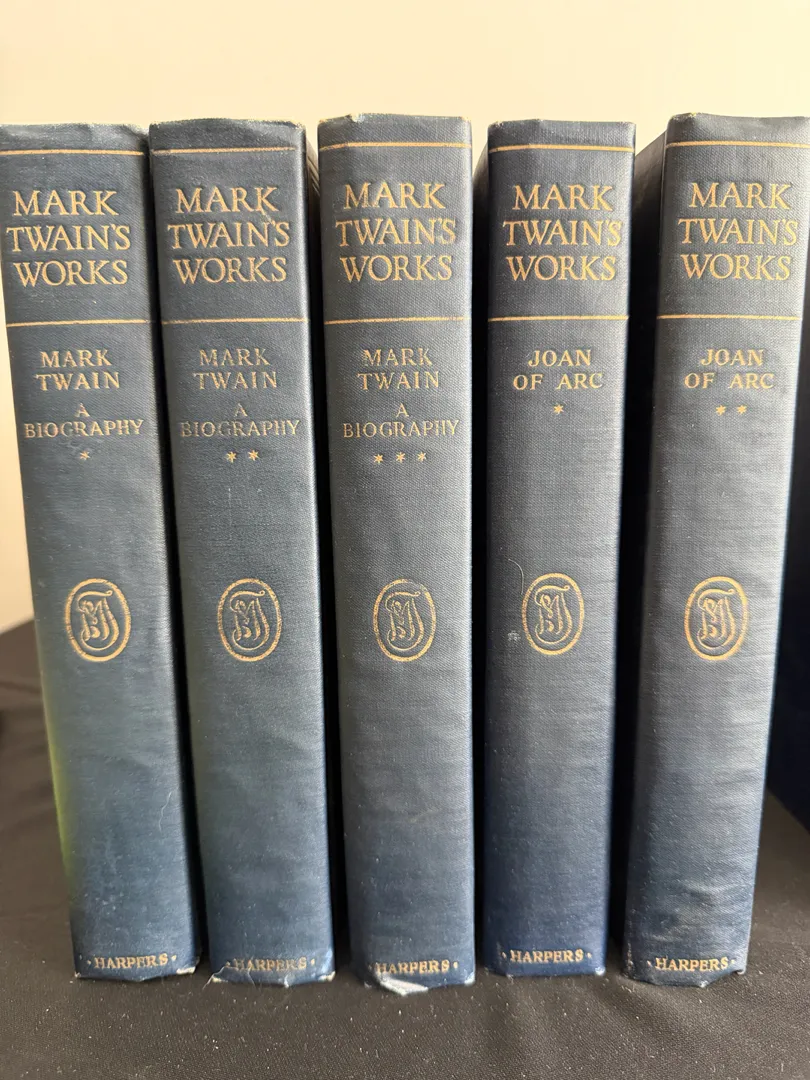 MARK
TWAIN'S
WORKS
MARK
TWAIN
A
BIOGRAPHY
*
·HARPERS·
MARK
TWAIN'S
WORKS
MARK
TWAIN
A
BIOGRAPHY
* *
·HARPERS·
MARK
TWAIN'S
WORKS
MARK
TWAIN
A
BIOGRAPHY
* * *
·HARPERS·
MARK
TWAIN'S
WORKS
JOAN
OF ARC
*
·HARPERS·
MARK
TWAIN'S
WORKS
JOAN
OF ARC
* *
·HARPERS·